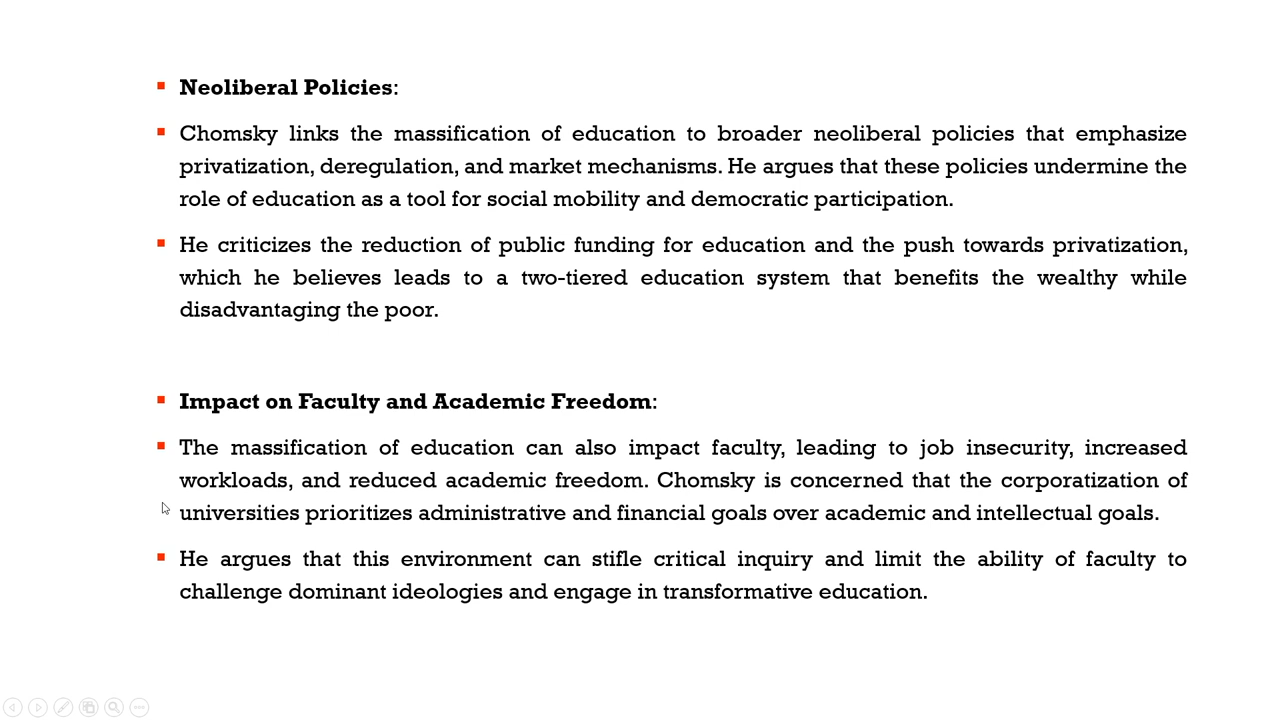 Neoliberal Policies:
Chomsky links the massification of education to broader neoliberal policies that emphasize
privatization, deregulation, and market mechanisms. He argues that these policies undermine the
role of education as a tool for social mobility and democratic participation.
He criticizes the reduction of public funding for education and the push towards privatization,
which he believes leads to a two-tiered education system that benefits the wealthy while
disadvantaging the poor.
Impact on Faculty and Academic Freedom:
The massification of education can also impact faculty, leading to job insecurity, increased
workloads, and reduced academic freedom. Chomsky is concerned that the corporatization of
universities prioritizes administrative and financial goals over academic and intellectual goals.
He argues that this environment can stifle critical inquiry and limit the ability of faculty to
challenge dominant ideologies and engage in transformative education.